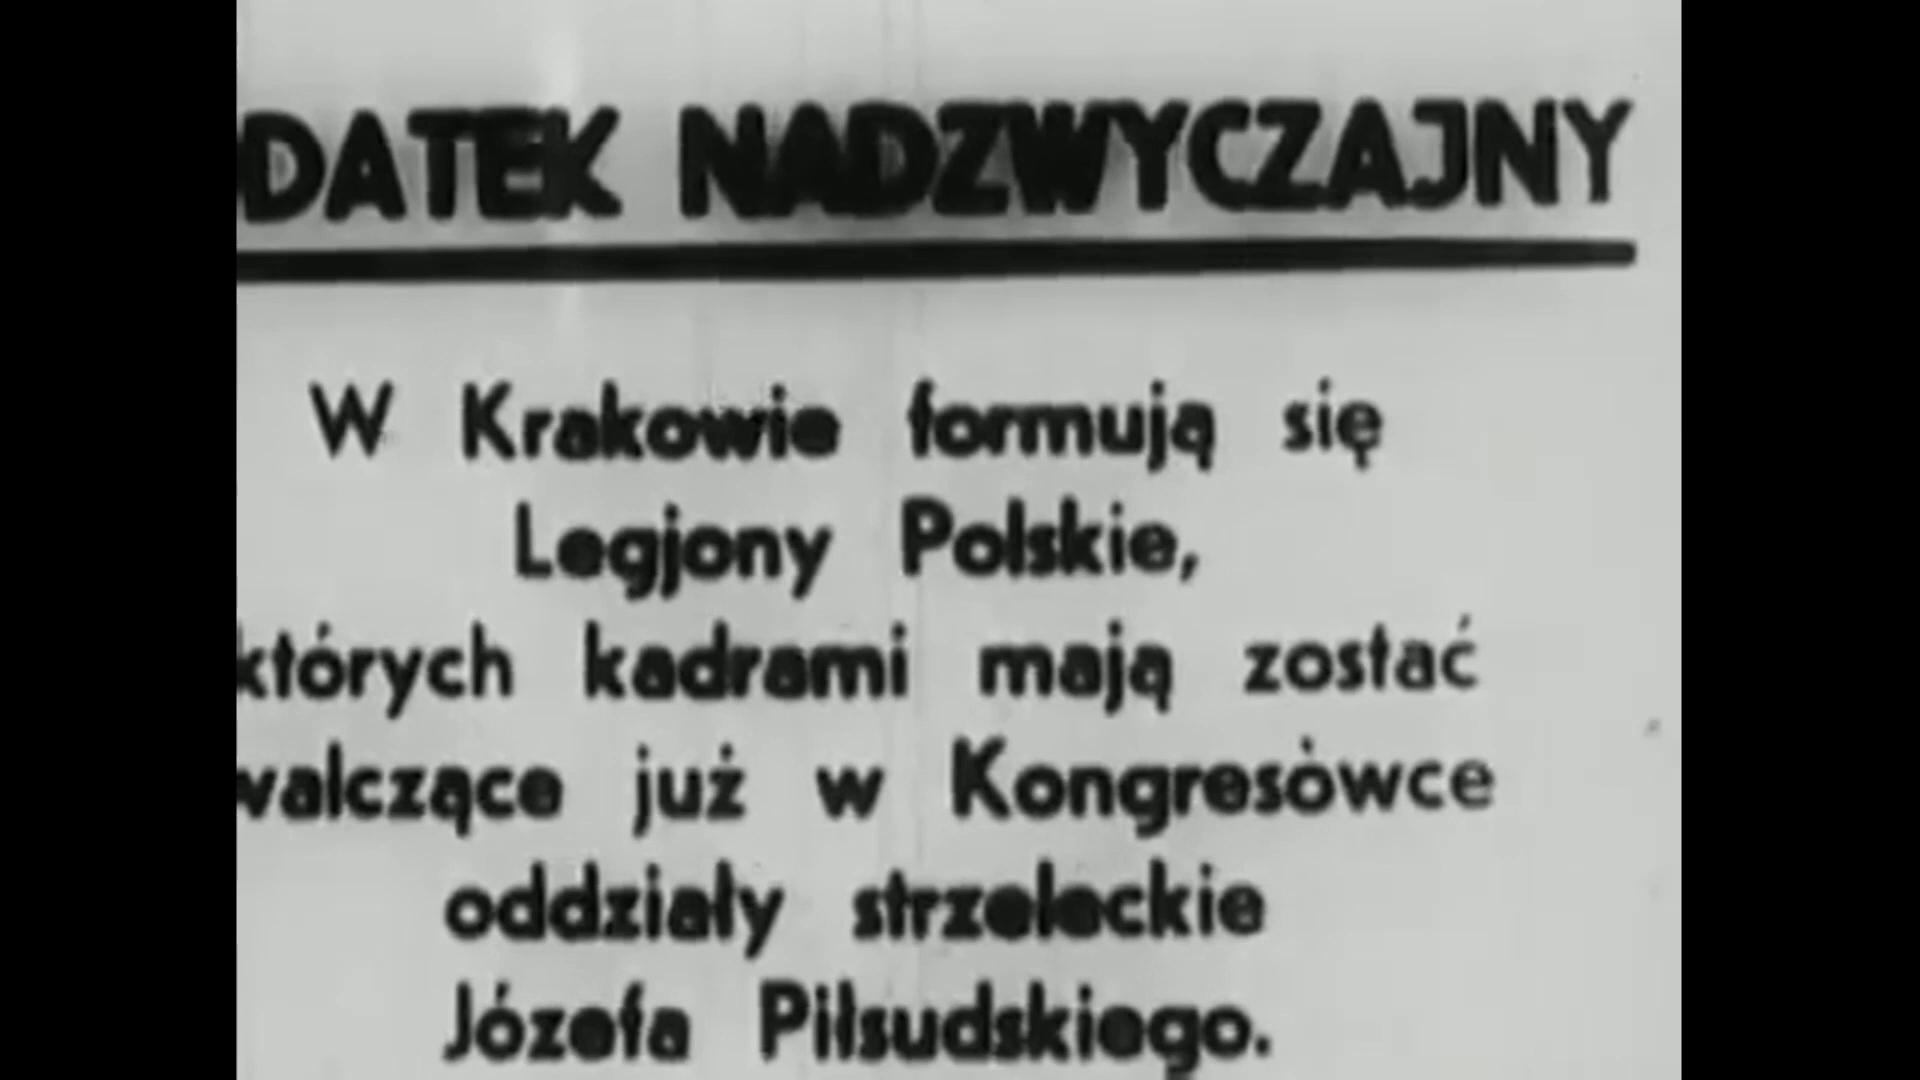 DATEK NADZWYCZAJNY
W Krakowie formują się
Legjony Polskie,
których kadrami mają zostać
walczące już w Kongresówce
oddziały strzeleckie
Józefa Piłsudskiego.